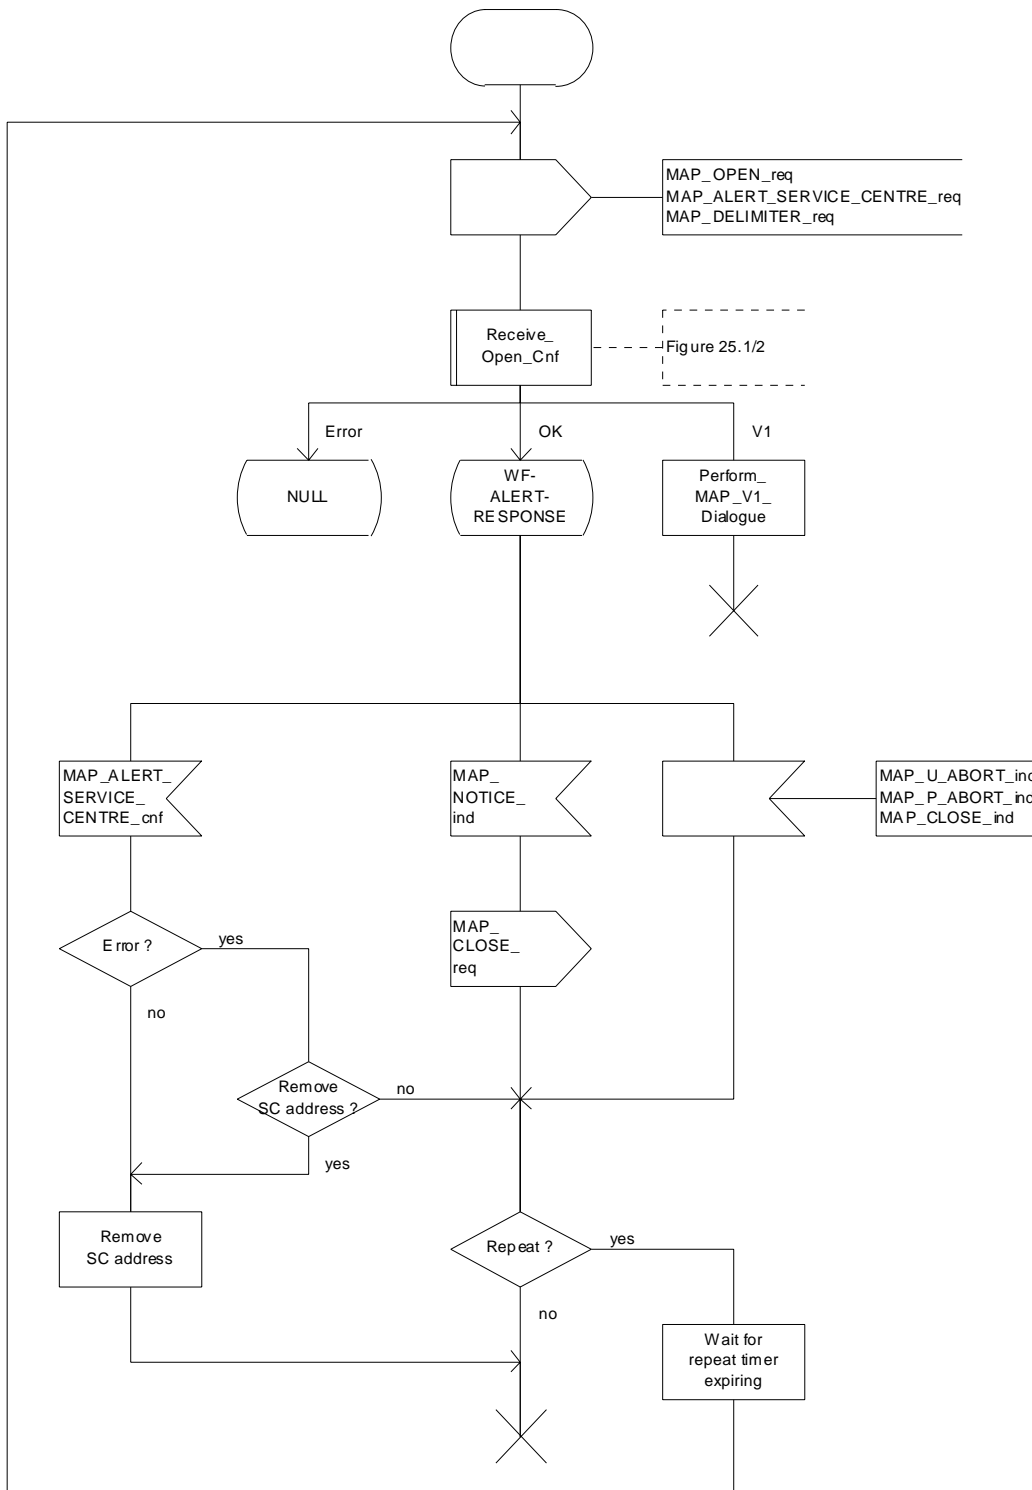 MAP_OPEN_req
MAP_ALERT_SERVICE_CENTRE_req
MAP_DELIMITER_req
Receive_
Open_Cnf
Figure 25.1/2
Error
OK
V1
NULL
WF-
ALERT-
RESPONSE
Perform_
MAP_V1_
Dialogue
MAP_ALERT_
SERVICE_
CENTRE_cnf
MAP_
NOTICE_
ind
MAP_U_ABORT_ind
MAP_P_ABORT_ind
MAP_CLOSE_ind
Error ?
yes
no
MAP_
CLOSE_
req
Remove
SC address ?
no
yes
Remove
SC address
Repeat ?
yes
no
Wait for
repeat timer
expiring